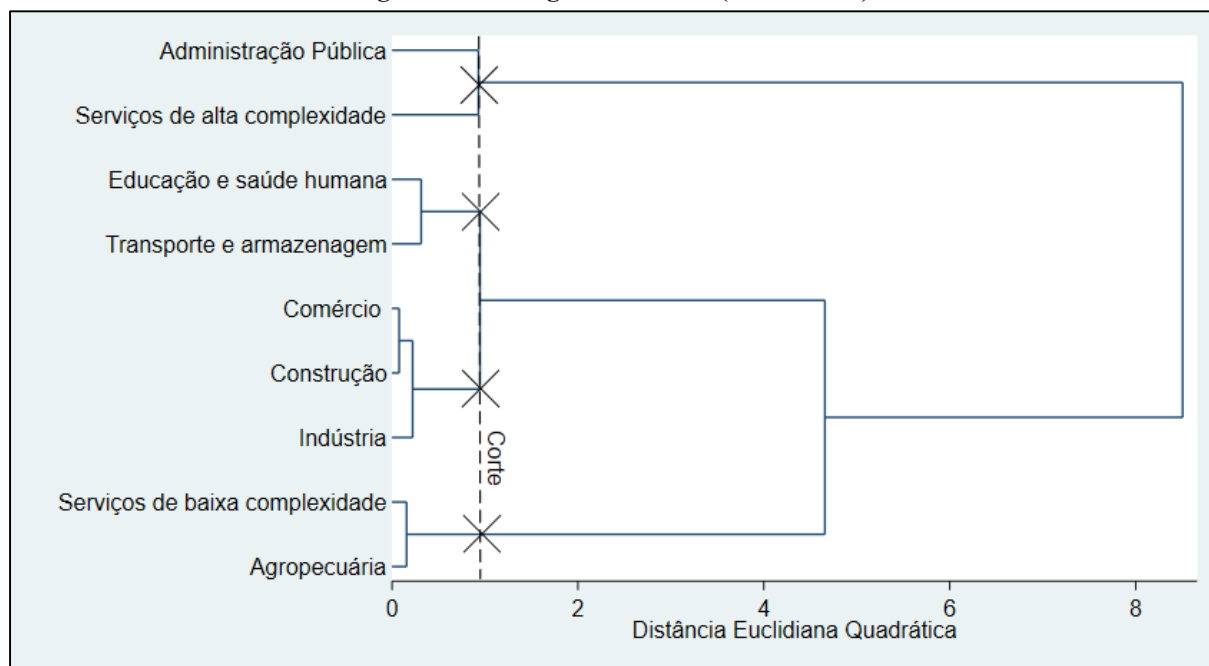 Administração Pública
Serviços de alta complexidade
Educação e saúde humana
Transporte e armazenagem
Comércio
Construção
Indústria
Corte
Serviços de baixa complexidade
Agropecuária
0 2 4 6 8
Distância Euclidiana Quadrática